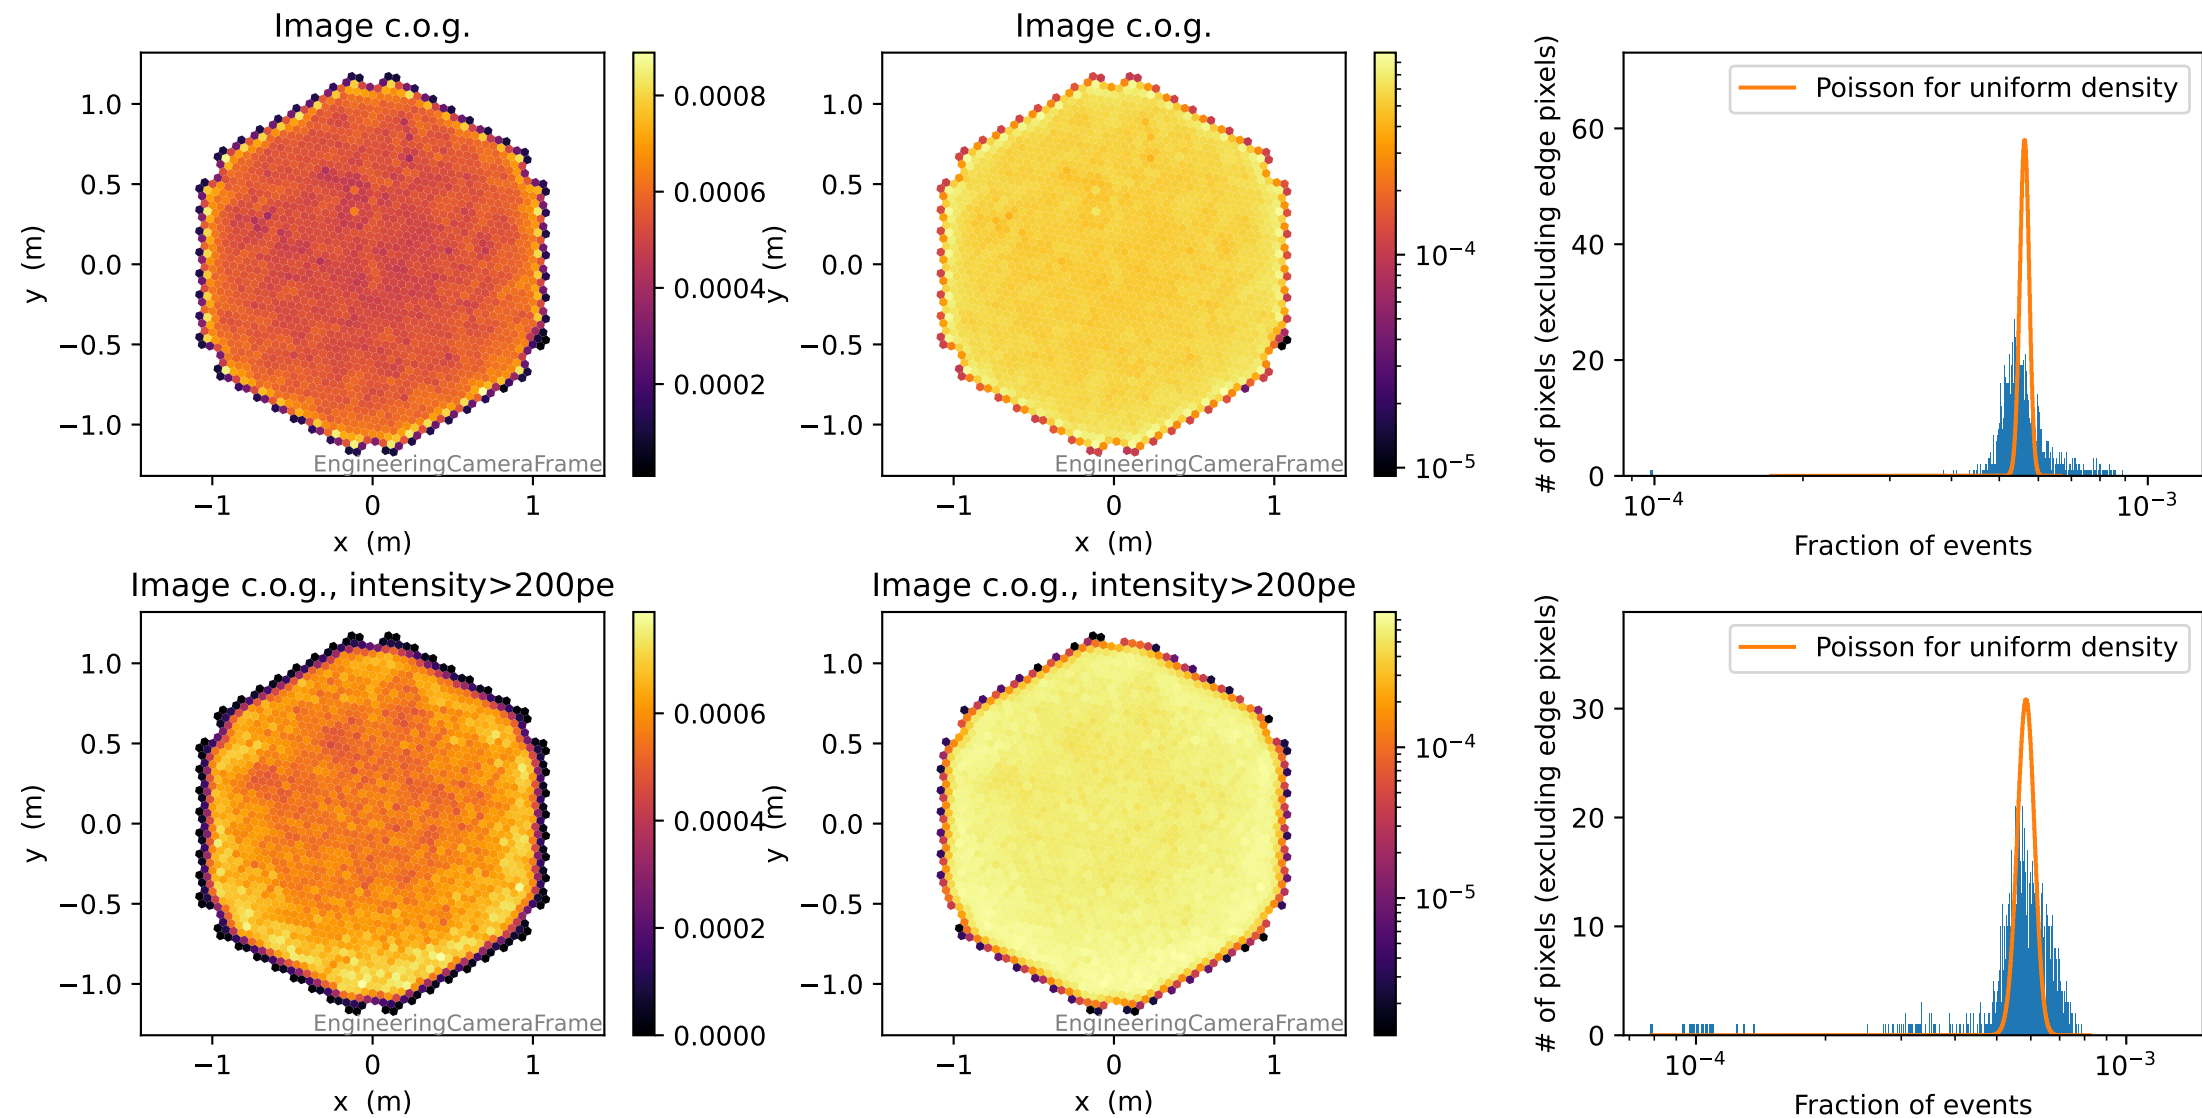 Image c.o.g.
1.0
0.5
0.0
−0.5
−1.0
y (m)
−1
0
1
x (m)
EngineeringCameraFrame
0.0008
0.0006
0.0004
0.0002
Image c.o.g.
1.0
0.5
0.0
−0.5
−1.0
y (m)
−1
0
1
x (m)
EngineeringCameraFrame
10⁻⁴
10⁻⁵
# of pixels (excluding edge pixels)
60
40
20
0
Poisson for uniform density
10⁻⁴
10⁻³
Fraction of events
Image c.o.g., intensity>200pe
1.0
0.5
0.0
−0.5
−1.0
y (m)
−1
0
1
x (m)
EngineeringCameraFrame
0.0006
0.0004
0.0002
0.0000
Image c.o.g., intensity>200pe
1.0
0.5
0.0
−0.5
−1.0
y (m)
−1
0
1
x (m)
EngineeringCameraFrame
10⁻⁴
10⁻⁵
# of pixels (excluding edge pixels)
30
20
10
0
Poisson for uniform density
10⁻⁴
10⁻³
Fraction of events